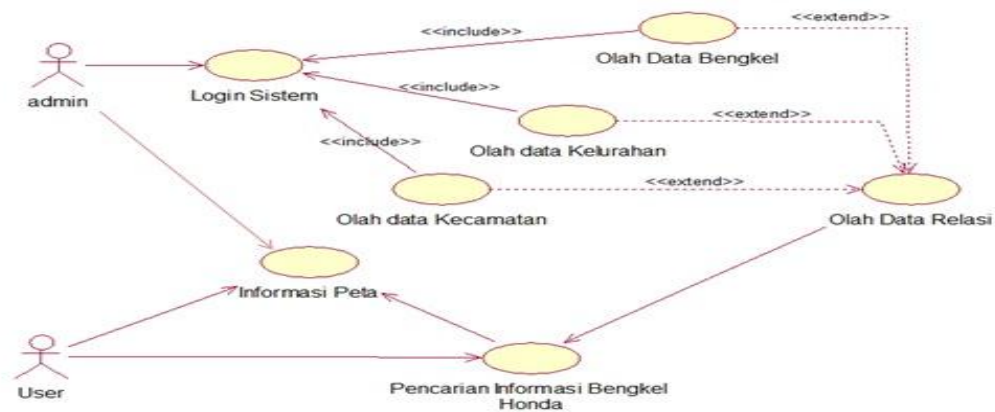 <<extend>>
<<include>>
Olah Data Bengkel
admin
Login Sistem
<<include>>
<<extend>>
<<include>>
Olah data Kelurahan
<<extend>>
Olah data Kecamatan
Olah Data Relasi
Informasi Peta
User
Pencarian Informasi Bengkel
Honda